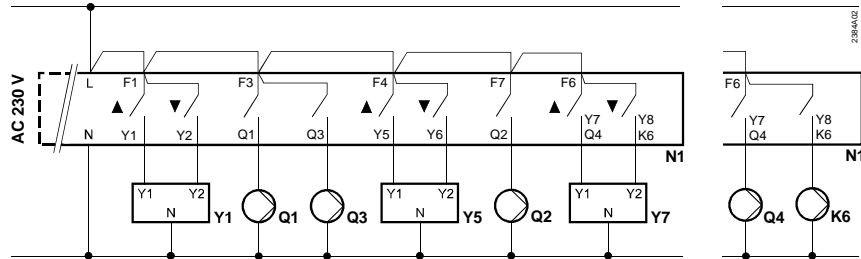 2384A02
AC 230 V
L F1 F3 F4 F7 F6 F6
Y7 Y8 Y7 Y8
N Y1 Y2 Q1 Q3 Y5 Y6 Q2 Q4 K6 Q4 K6
N1 N1
Y1 Y2 Y1 Y2 Y1 Y2
N Y1 Q1 Q3 N Y5 Q2 N Y7 Q4 K6